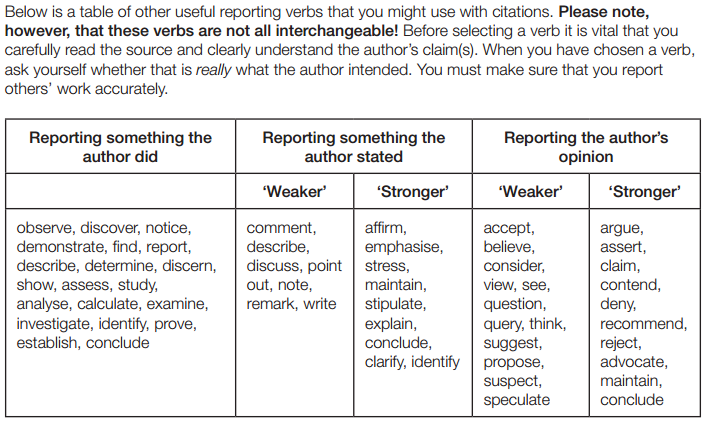 Below is a table of other useful reporting verbs that you might use with citations. Please note,
however, that these verbs are not all interchangeable! Before selecting a verb it is vital that you
carefully read the source and clearly understand the author's claim(s). When you have chosen a verb,
ask yourself whether that is really what the author intended. You must make sure that you report
others' work accurately.
Reporting something the
author did
Reporting something the
author stated
Reporting the author's
opinion
'Weaker'
'Stronger'
'Weaker'
'Stronger'
observe, discover, notice,
demonstrate, find, report,
describe, determine, discern,
show, assess, study,
analyse, calculate, examine,
investigate, identify, prove,
establish, conclude
comment,
describe,
discuss, point
out, note,
remark, write
affirm,
emphasise,
stress,
maintain,
stipulate,
explain,
conclude,
clarify, identify
accept,
believe,
consider,
view, see,
question,
query, think,
suggest,
propose,
suspect,
speculate
argue,
assert,
claim,
contend,
deny,
recommend,
reject,
advocate,
maintain,
conclude